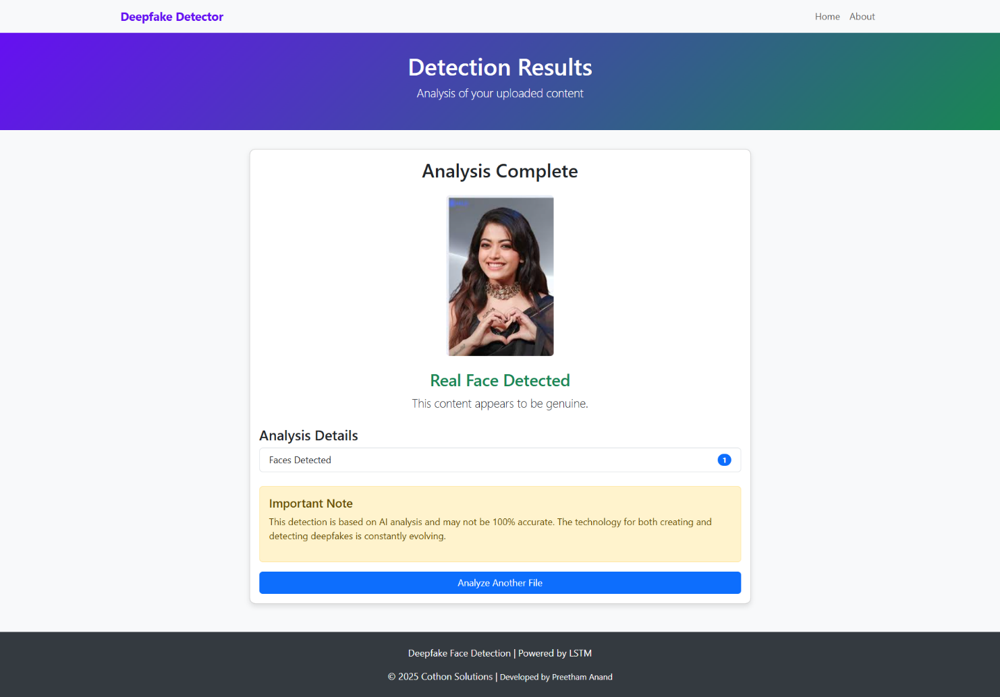 Deepfake Detector
Home
About
Detection Results
Analysis of your uploaded content
Analysis Complete
Real Face Detected
This content appears to be genuine.
Analysis Details
Faces Detected
1
Important Note
This detection is based on AI analysis and may not be 100% accurate. The technology for both creating and
detecting deepfakes is constantly evolving.
Analyze Another File
Deepfake Face Detection | Powered by LSTM
© 2025 Cothon Solutions | Developed by Preetham Anand